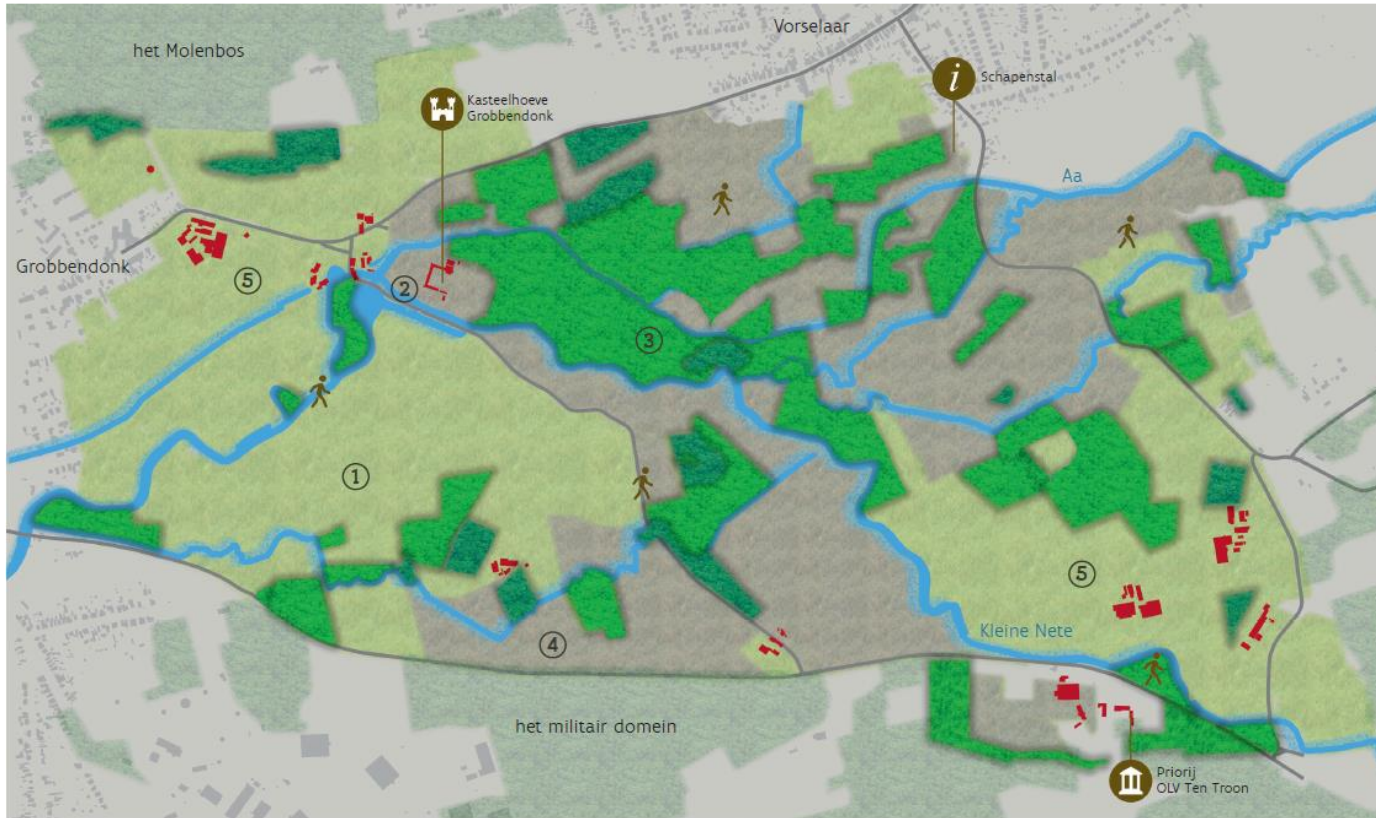 Vorselaar
het Molenbos
i
Schapenstal
Kasteelhoeve
Grobbendonk
Aa
Grobbendonk
5
2
3
1
5
Kleine Nete
4
het militair domein
Priorij
OLV Ten Troon